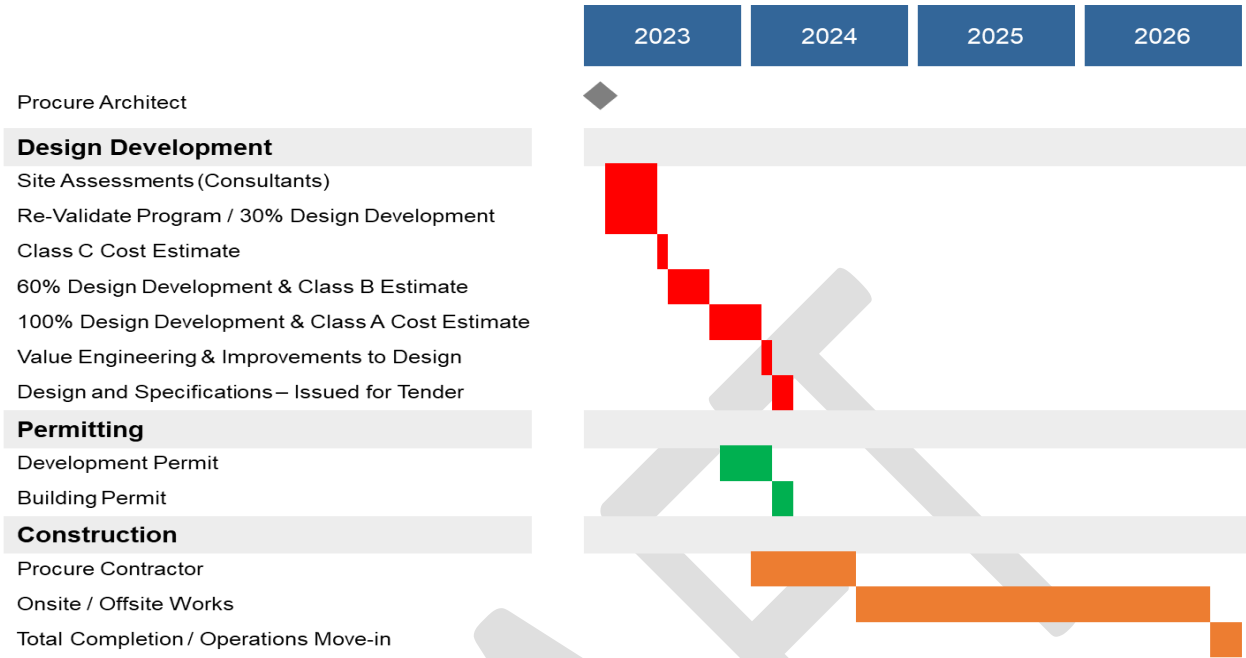 2023 2024 2025 2026
Procure Architect
Design Development
Site Assessments (Consultants)
Re-Validate Program / 30% Design Development
Class C Cost Estimate
60% Design Development & Class B Estimate
100% Design Development & Class A Cost Estimate
Value Engineering & Improvements to Design
Design and Specifications – Issued for Tender
Permitting
Development Permit
Building Permit
Construction
Procure Contractor
Onsite / Offsite Works
Total Completion / Operations Move-in